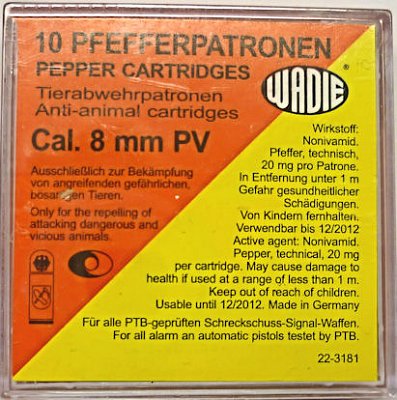 10 PFEFFERPATRONEN
PEPPER CARTRIDGES
Tierabwehrpatronen
Anti-animal cartridges
Cal. 8 mm PV
WADIE ®
Ausschließlich zur Bekämpfung
von angreifenden gefährlichen,
bosartigen Tieren.
Only for the repelling of
attacking dangerous and
vicious animals.
Wirkstoff:
Nonivamid.
Pfeffer, technisch,
20 mg pro Patrone.
In Entfernung unter 1 m
Gefahr gesundheitlicher
Schädigungen.
Von Kindern fernhalten.
Verwendbar bis 12/2012
Active agent: Nonivamid.
Pepper, technical, 20 mg
per cartridge. May cause damage to
health if used at a range of less than 1 m.
Keep out of reach of children.
Usable until 12/2012. Made in Germany
Für alle PTB-geprüften Schreckschuss-Signal-Waffen.
For all alarm an automatic pistols testet by PTB.
22-3181